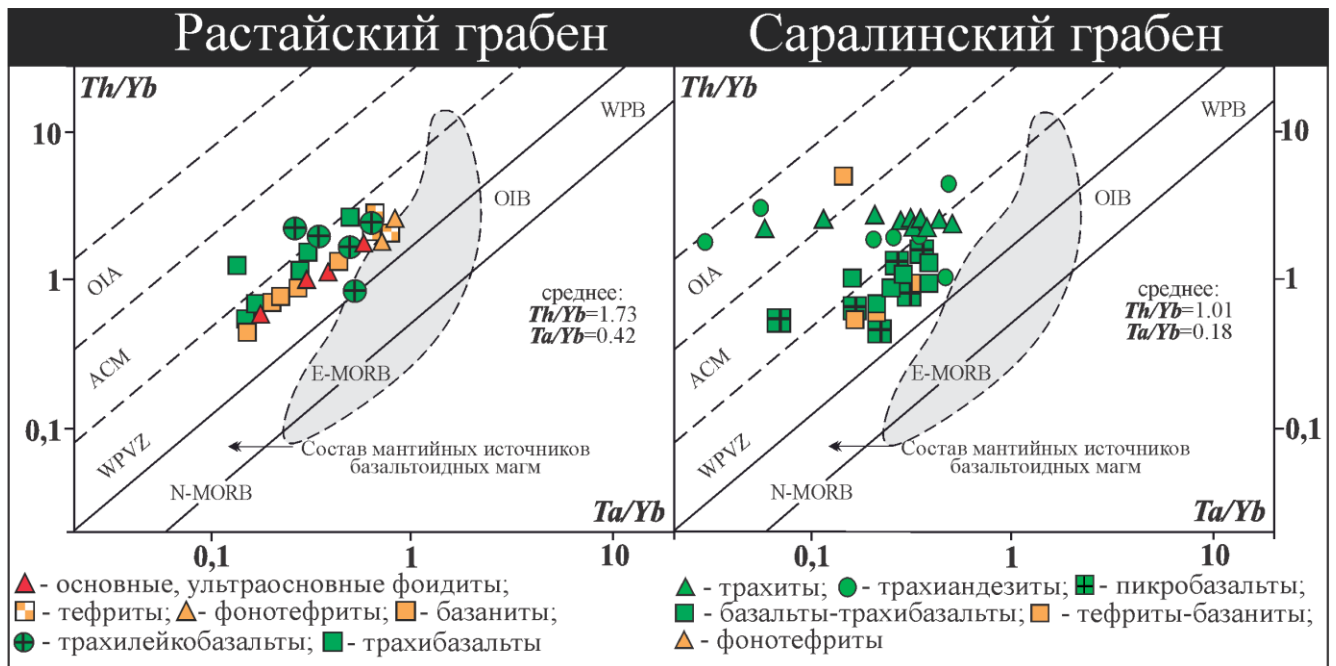 Растайский грабен
Th/Yb
10
1
0,1
OIA
ACM
WPVZ
N-MORB
E-MORB
OIB
WPB
среднее:
Th/Yb=1.73
Ta/Yb=0.42
Состав мантийных источников
базальтоидных магм
Ta/Yb
0,1
1
10
- основные, ультраосновные фоидиты;
- тефриты; - фонотефриты; - базаниты;
- трахилейкобазальты; - трахибазальты
Саралинский грабен
Th/Yb
10
1
0,1
OIA
ACM
WPVZ
N-MORB
E-MORB
OIB
WPB
среднее:
Th/Yb=1.01
Ta/Yb=0.18
Состав мантийных источников
базальтоидных магм
Ta/Yb
0,1
1
10
- трахиты; - трахиандезиты; - пикробазальты;
- базальты-трахибазальты; - тефриты-базаниты;
- фонотефриты